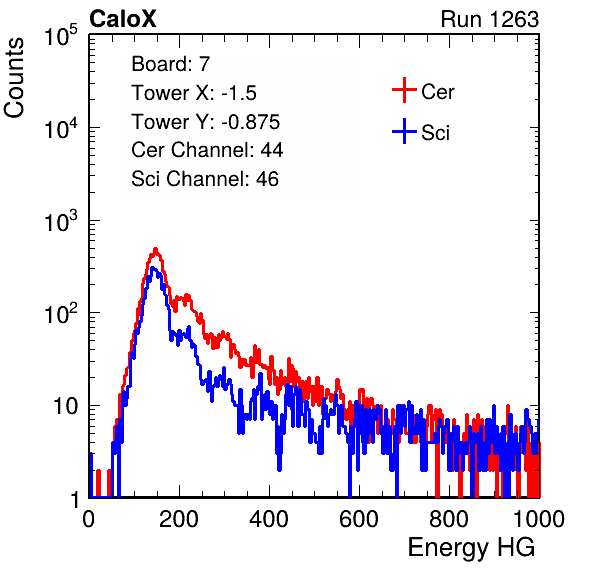 CaloX Run 1263
Counts
Board: 7
Tower X: -1.5
Tower Y: -0.875
Cer Channel: 44
Sci Channel: 46
Cer
Sci
10^5
10^4
10^3
10^2
10
1
0 200 400 600 800 1000
Energy HG